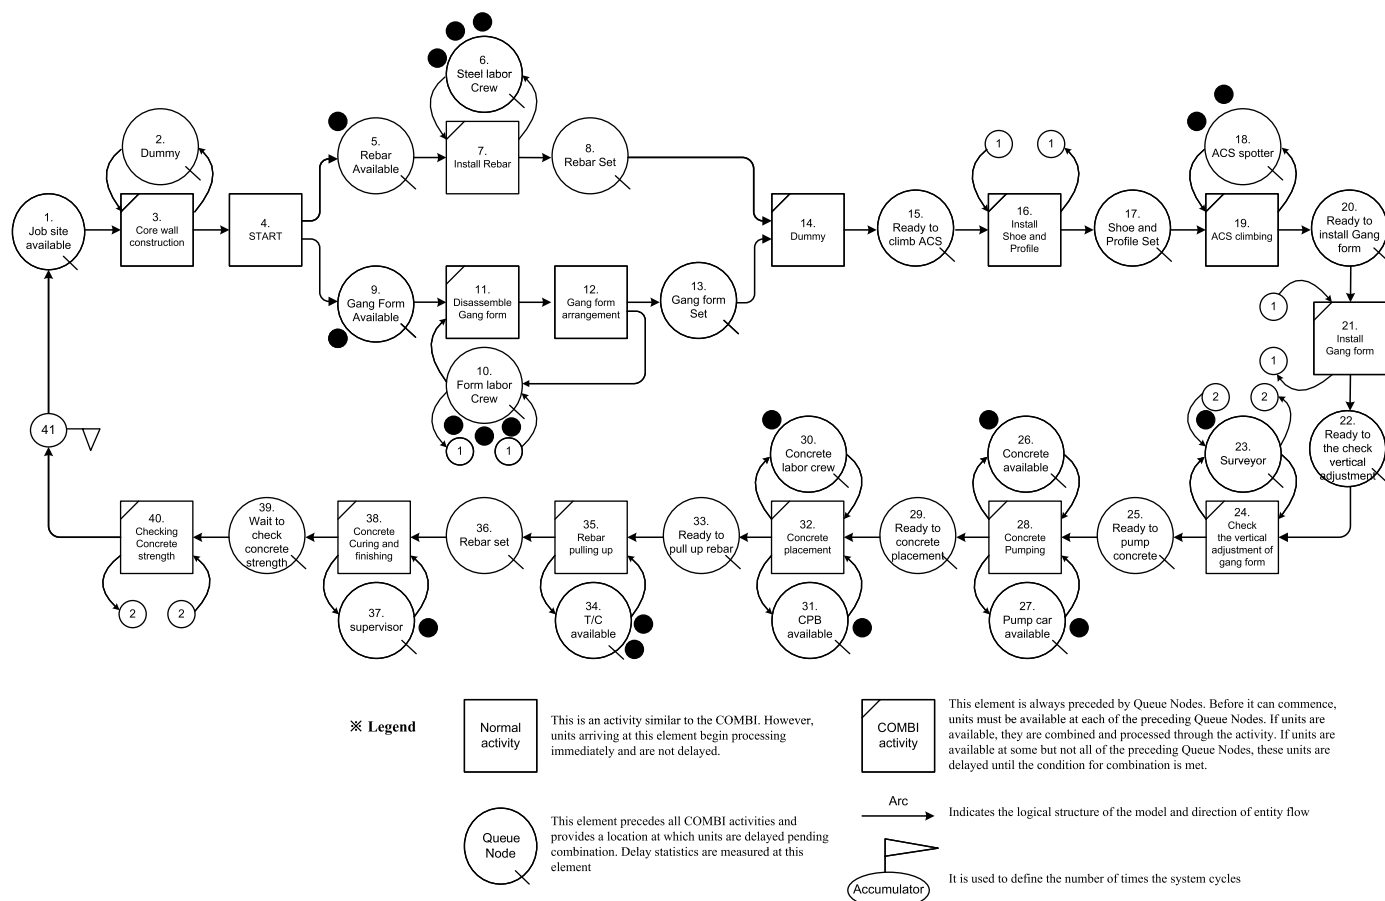 1.
Job site
available
2.
Dummy
3.
Core wall
construction
4.
START
5.
Rebar
Available
6.
Steel labor
Crew
7.
Install Rebar
8.
Rebar Set
9.
Gang Form
Available
10.
Form labor
Crew
1
1
11.
Disassemble
Gang form
12.
Gang form
arrangement
13.
Gang form
Set
14.
Dummy
15.
Ready to
climb ACS
1
1
16.
Install
Shoe and
Profile
17.
Shoe and
Profile Set
18.
ACS spotter
19.
ACS climbing
20.
Ready to
install Gang
form
1
1
21.
Install
Gang form
22.
Ready to
the check
vertical
adjustment
2
2
23.
Surveyor
24.
Check
the vertical
adjustment of
gang form
25.
Ready to
pump
concrete
26.
Concrete
available
27.
Pump car
available
28.
Concrete
Pumping
29.
Ready to
concrete
placement
30.
Concrete
labor crew
31.
CPB
available
32.
Concrete
placement
33.
Ready to
pull up rebar
34.
T/C
available
35.
Rebar
pulling up
36.
Rebar set
37.
supervisor
38.
Concrete
Curing and
finishing
39.
Wait to
check
concrete
strength
40.
Checking
Concrete
strength
2
2
41
※ Legend
Normal
activity
This is an activity similar to the COMBI. However,
units arriving at this element begin processing
immediately and are not delayed.
Queue
Node
This element precedes all COMBI activities and
provides a location at which units are delayed pending
combination. Delay statistics are measured at this
element
COMBI
activity
This element is always preceded by Queue Nodes. Before it can commence,
units must be available at each of the preceding Queue Nodes. If units are
available, they are combined and processed through the activity. If units are
available at some but not all of the preceding Queue Nodes, these units are
delayed until the condition for combination is met.
Arc
Indicates the logical structure of the model and direction of entity flow
Accumulator
It is used to define the number of times the system cycles